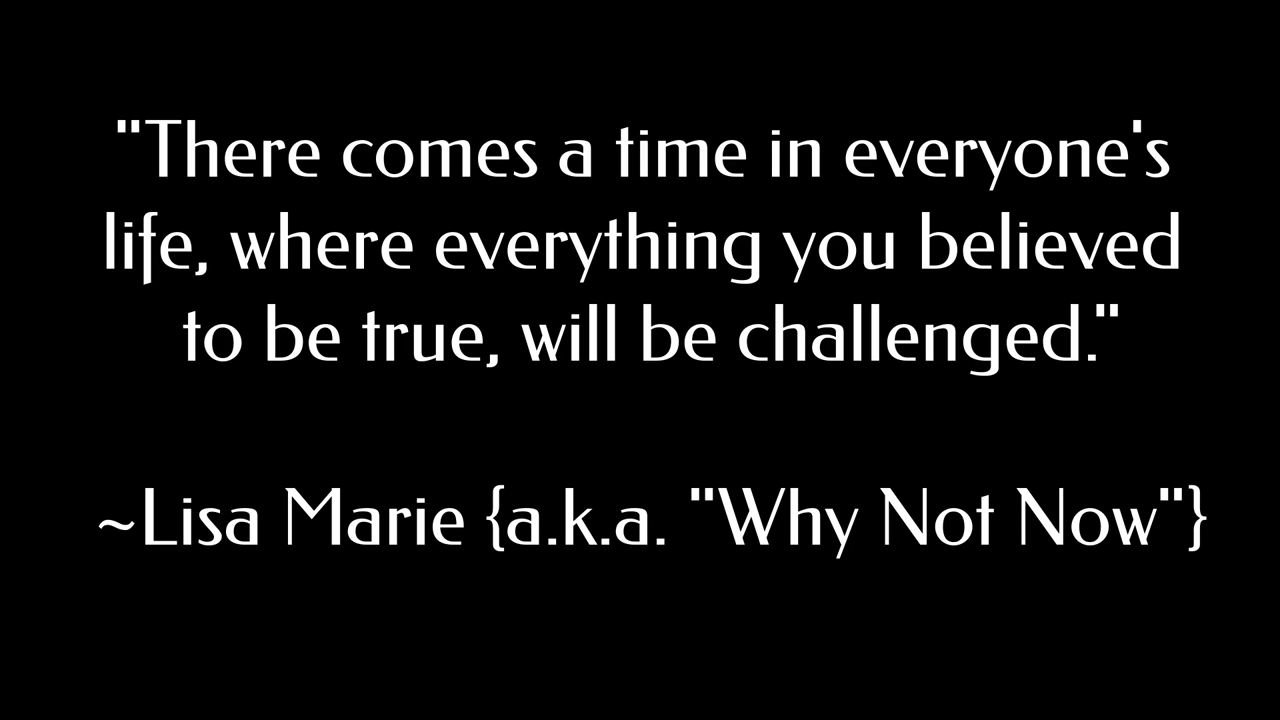 "There comes a time in everyone's
life, where everything you believed
to be true, will be challenged."
~Lisa Marie {a.k.a. "Why Not Now"}